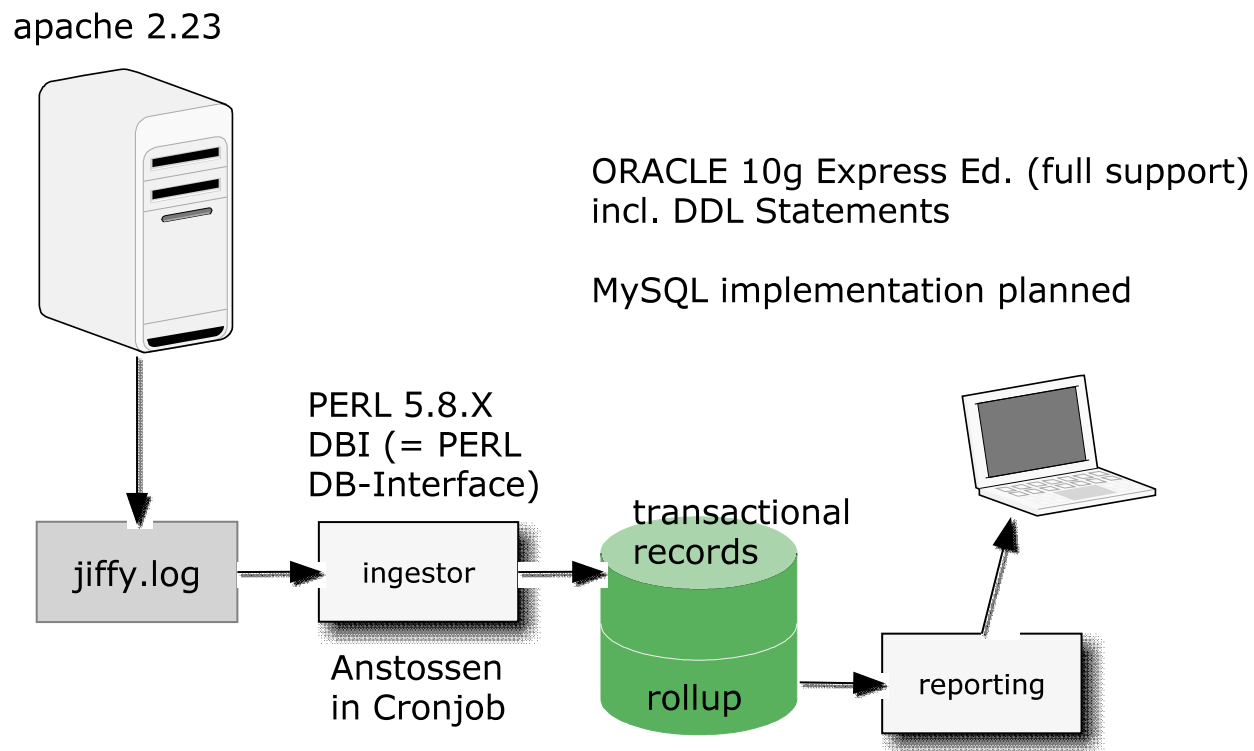 apache 2.23
ORACLE 10g Express Ed. (full support)
incl. DDL Statements
MySQL implementation planned
PERL 5.8.X
DBI (= PERL
DB-Interface)
transactional
records
jiffy.log
ingestor
Anstossen
in Cronjob
rollup
reporting